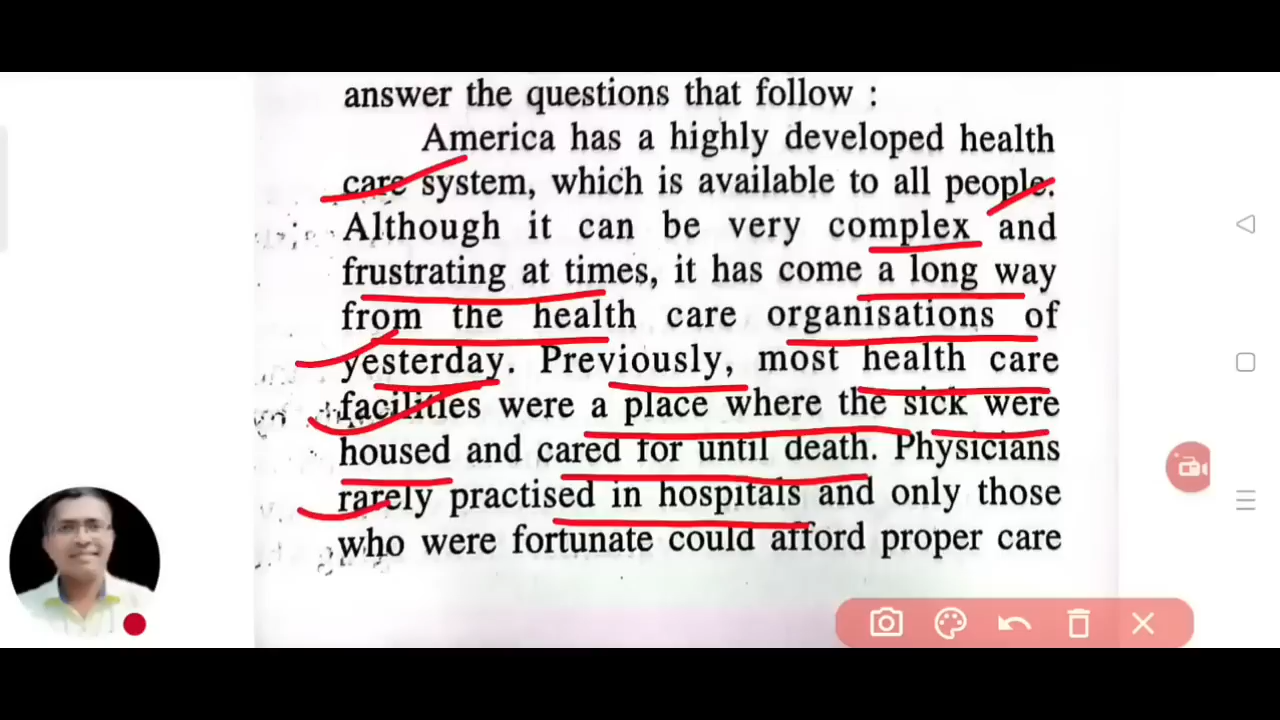 answer the questions that follow :
America has a highly developed health
care system, which is available to all people.
Although it can be very complex and
frustrating at times, it has come a long way
from the health care organisations of
yesterday. Previously, most health care
facilities were a place where the sick were
housed and cared for until death. Physicians
rarely practised in hospitals and only those
who were fortunate could afford proper care